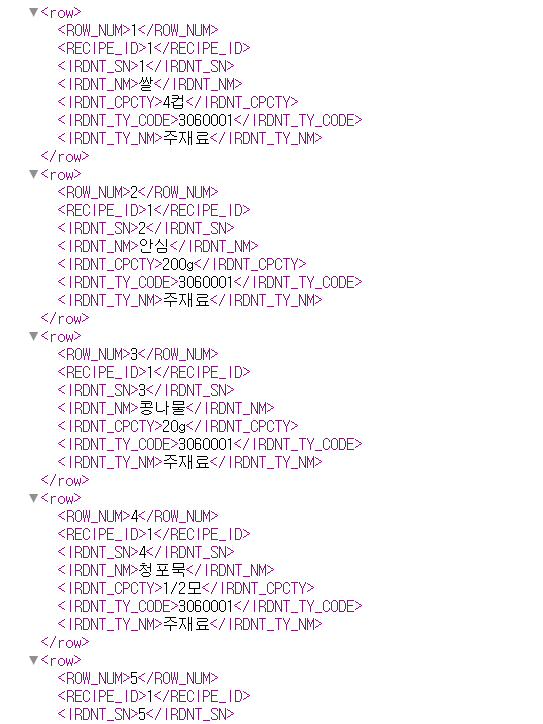 ▼<row>
<ROW_NUM>1</ROW_NUM>
<RECIPE_ID>1</RECIPE_ID>
<IRDNT_SN>1</IRDNT_SN>
<IRDNT_NM>쌀</IRDNT_NM>
<IRDNT_CPCTY>4컵</IRDNT_CPCTY>
<IRDNT_TY_CODE>3060001</IRDNT_TY_CODE>
<IRDNT_TY_NM>주재료</IRDNT_TY_NM>
</row>
▼<row>
<ROW_NUM>2</ROW_NUM>
<RECIPE_ID>1</RECIPE_ID>
<IRDNT_SN>2</IRDNT_SN>
<IRDNT_NM>안심</IRDNT_NM>
<IRDNT_CPCTY>200g</IRDNT_CPCTY>
<IRDNT_TY_CODE>3060001</IRDNT_TY_CODE>
<IRDNT_TY_NM>주재료</IRDNT_TY_NM>
</row>
▼<row>
<ROW_NUM>3</ROW_NUM>
<RECIPE_ID>1</RECIPE_ID>
<IRDNT_SN>3</IRDNT_SN>
<IRDNT_NM>콩나물</IRDNT_NM>
<IRDNT_CPCTY>20g</IRDNT_CPCTY>
<IRDNT_TY_CODE>3060001</IRDNT_TY_CODE>
<IRDNT_TY_NM>주재료</IRDNT_TY_NM>
</row>
▼<row>
<ROW_NUM>4</ROW_NUM>
<RECIPE_ID>1</RECIPE_ID>
<IRDNT_SN>4</IRDNT_SN>
<IRDNT_NM>청포묵</IRDNT_NM>
<IRDNT_CPCTY>1/2모</IRDNT_CPCTY>
<IRDNT_TY_CODE>3060001</IRDNT_TY_CODE>
<IRDNT_TY_NM>주재료</IRDNT_TY_NM>
</row>
▼<row>
<ROW_NUM>5</ROW_NUM>
<RECIPE_ID>1</RECIPE_ID>
<IRDNT_SN>5</IRDNT_SN>